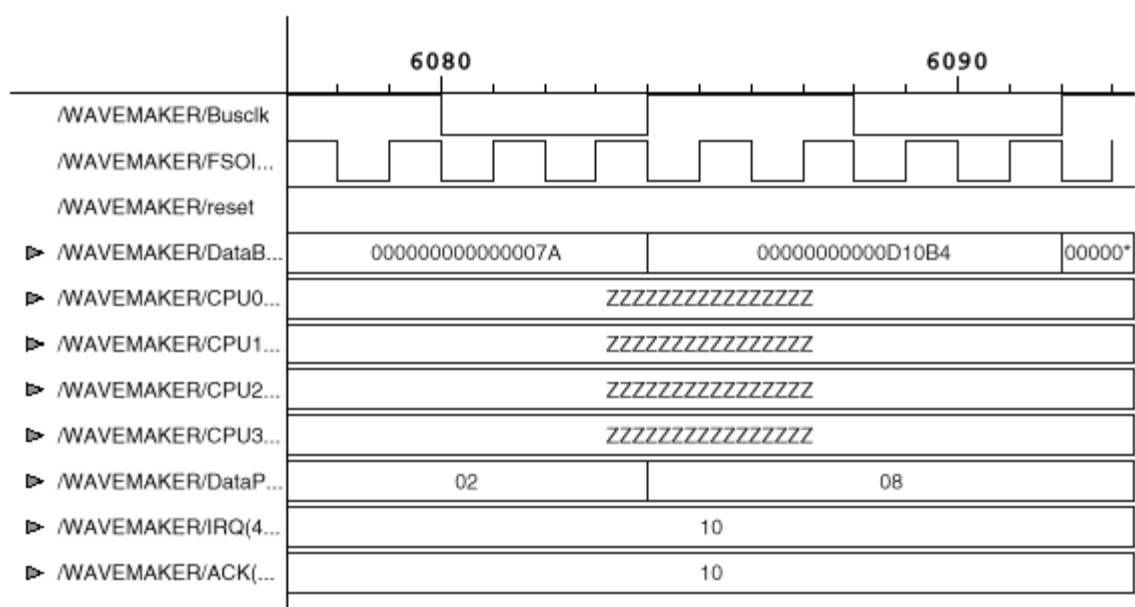 6080 6090
/WAVEMAKER/Busclk
/WAVEMAKER/FSOI...
/WAVEMAKER/reset
/WAVEMAKER/DataB... 000000000000007A 00000000000D10B4 00000*
/WAVEMAKER/CPU0... ZZZZZZZZZZZZZZZZ
/WAVEMAKER/CPU1... ZZZZZZZZZZZZZZZZ
/WAVEMAKER/CPU2... ZZZZZZZZZZZZZZZZ
/WAVEMAKER/CPU3... ZZZZZZZZZZZZZZZZ
/WAVEMAKER/DataP... 02 08
/WAVEMAKER/IRQ(4... 10
/WAVEMAKER/ACK(... 10